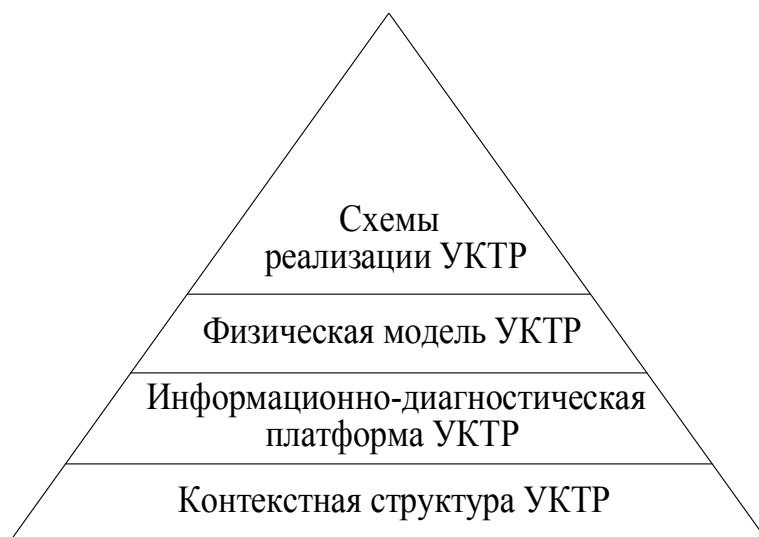 Схемы
реализации УКТР
Физическая модель УКТР
Информационно-диагностическая
платформа УКТР
Контекстная структура УКТР